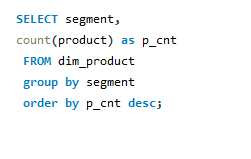 SELECT segment,
count(product) as p_cnt
FROM dim_product
group by segment
order by p_cnt desc;